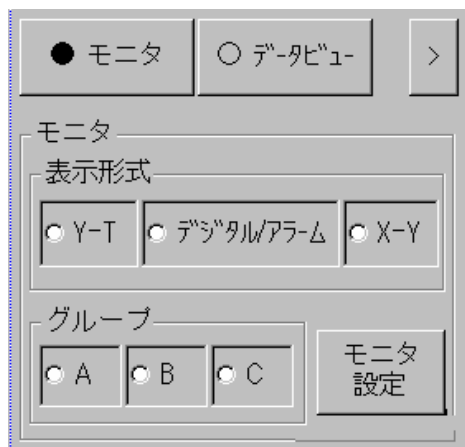 ● モニタ ○ データビュー >
モニタ
表示形式
Y-T デジタル/アラーム X-Y
グループ
A B C
モニタ
設定